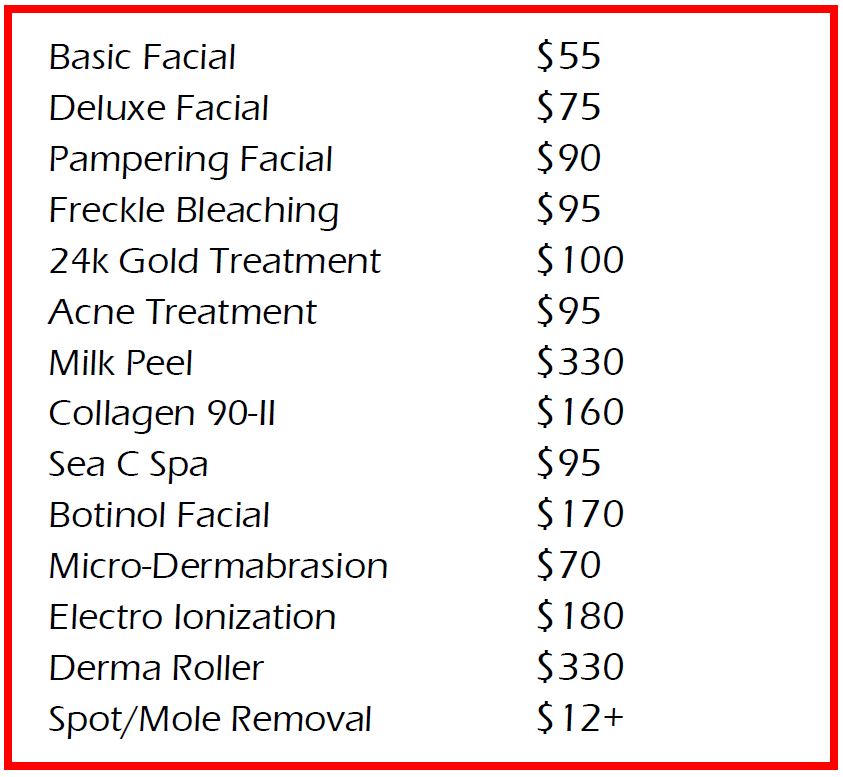 Basic Facial $55
Deluxe Facial $75
Pampering Facial $90
Freckle Bleaching $95
24k Gold Treatment $100
Acne Treatment $95
Milk Peel $330
Collagen 90-II $160
Sea C Spa $95
Botinol Facial $170
Micro-Dermabrasion $70
Electro Ionization $180
Derma Roller $330
Spot/Mole Removal $12+